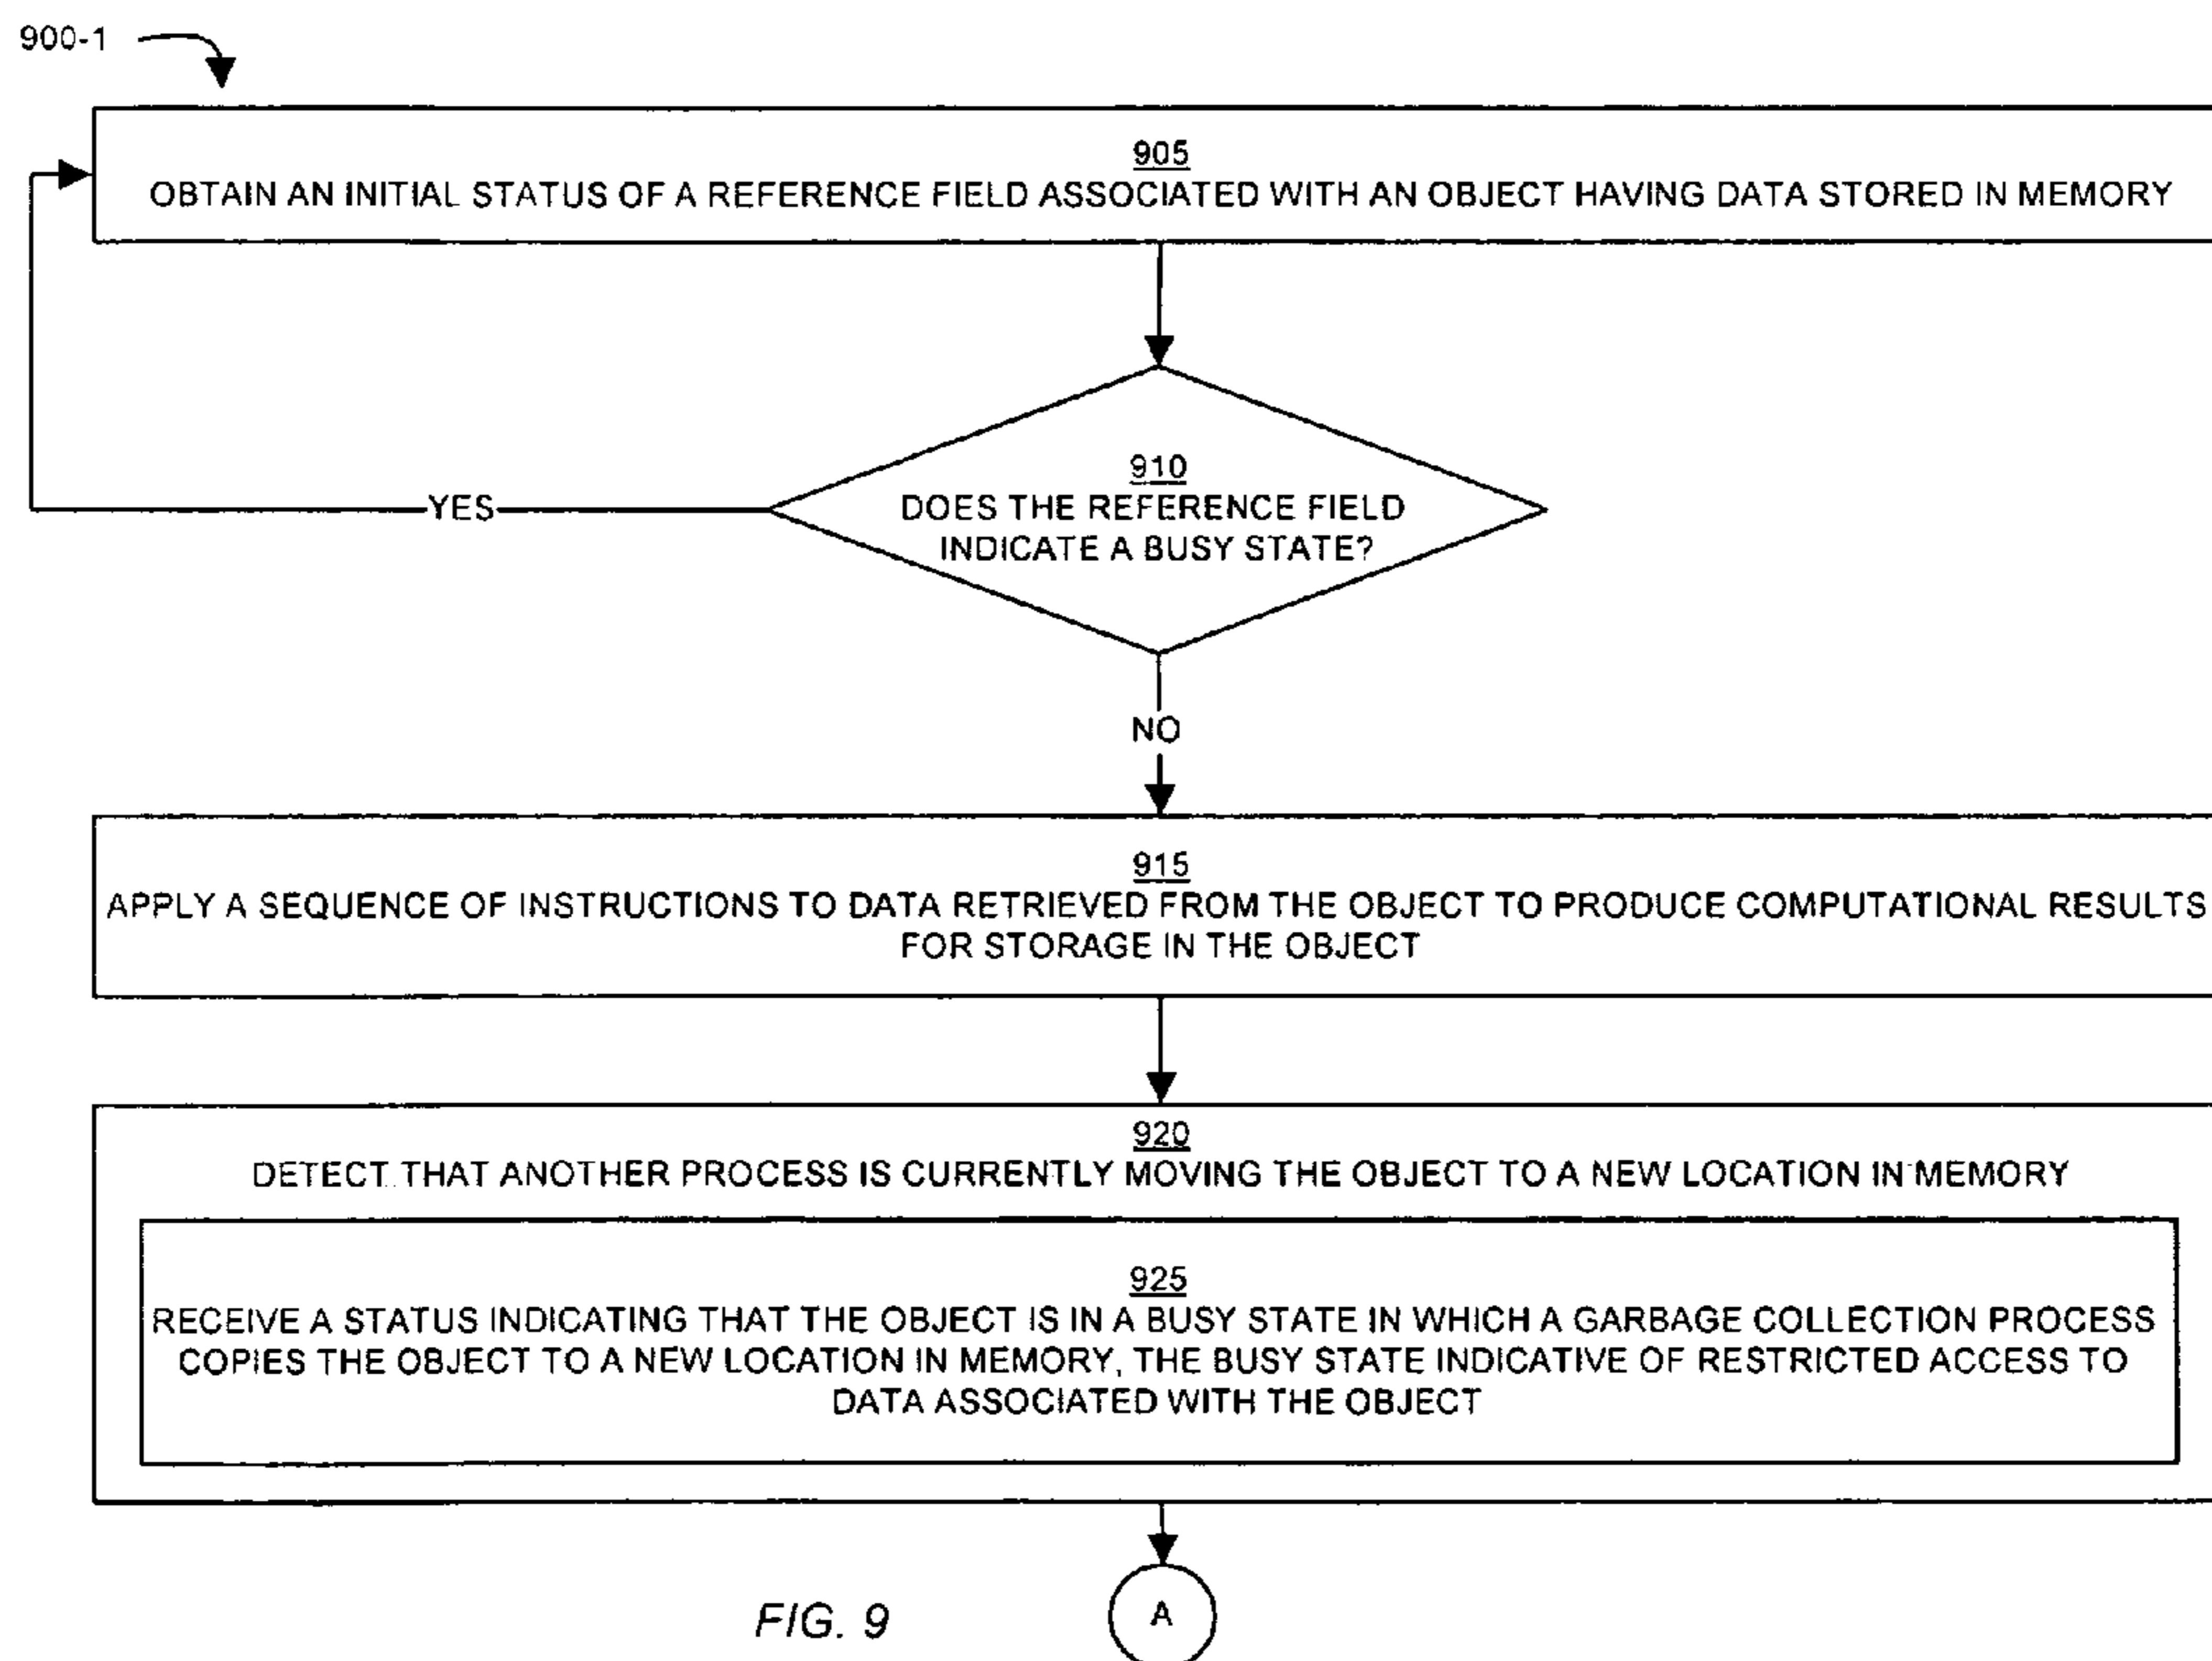 900-1
905
OBTAIN AN INITIAL STATUS OF A REFERENCE FIELD ASSOCIATED WITH AN OBJECT HAVING DATA STORED IN MEMORY
910
DOES THE REFERENCE FIELD
INDICATE A BUSY STATE?
YES
NO
915
APPLY A SEQUENCE OF INSTRUCTIONS TO DATA RETRIEVED FROM THE OBJECT TO PRODUCE COMPUTATIONAL RESULTS
FOR STORAGE IN THE OBJECT
920
DETECT THAT ANOTHER PROCESS IS CURRENTLY MOVING THE OBJECT TO A NEW LOCATION IN MEMORY
925
RECEIVE A STATUS INDICATING THAT THE OBJECT IS IN A BUSY STATE IN WHICH A GARBAGE COLLECTION PROCESS
COPIES THE OBJECT TO A NEW LOCATION IN MEMORY, THE BUSY STATE INDICATIVE OF RESTRICTED ACCESS TO
DATA ASSOCIATED WITH THE OBJECT
A
FIG. 9